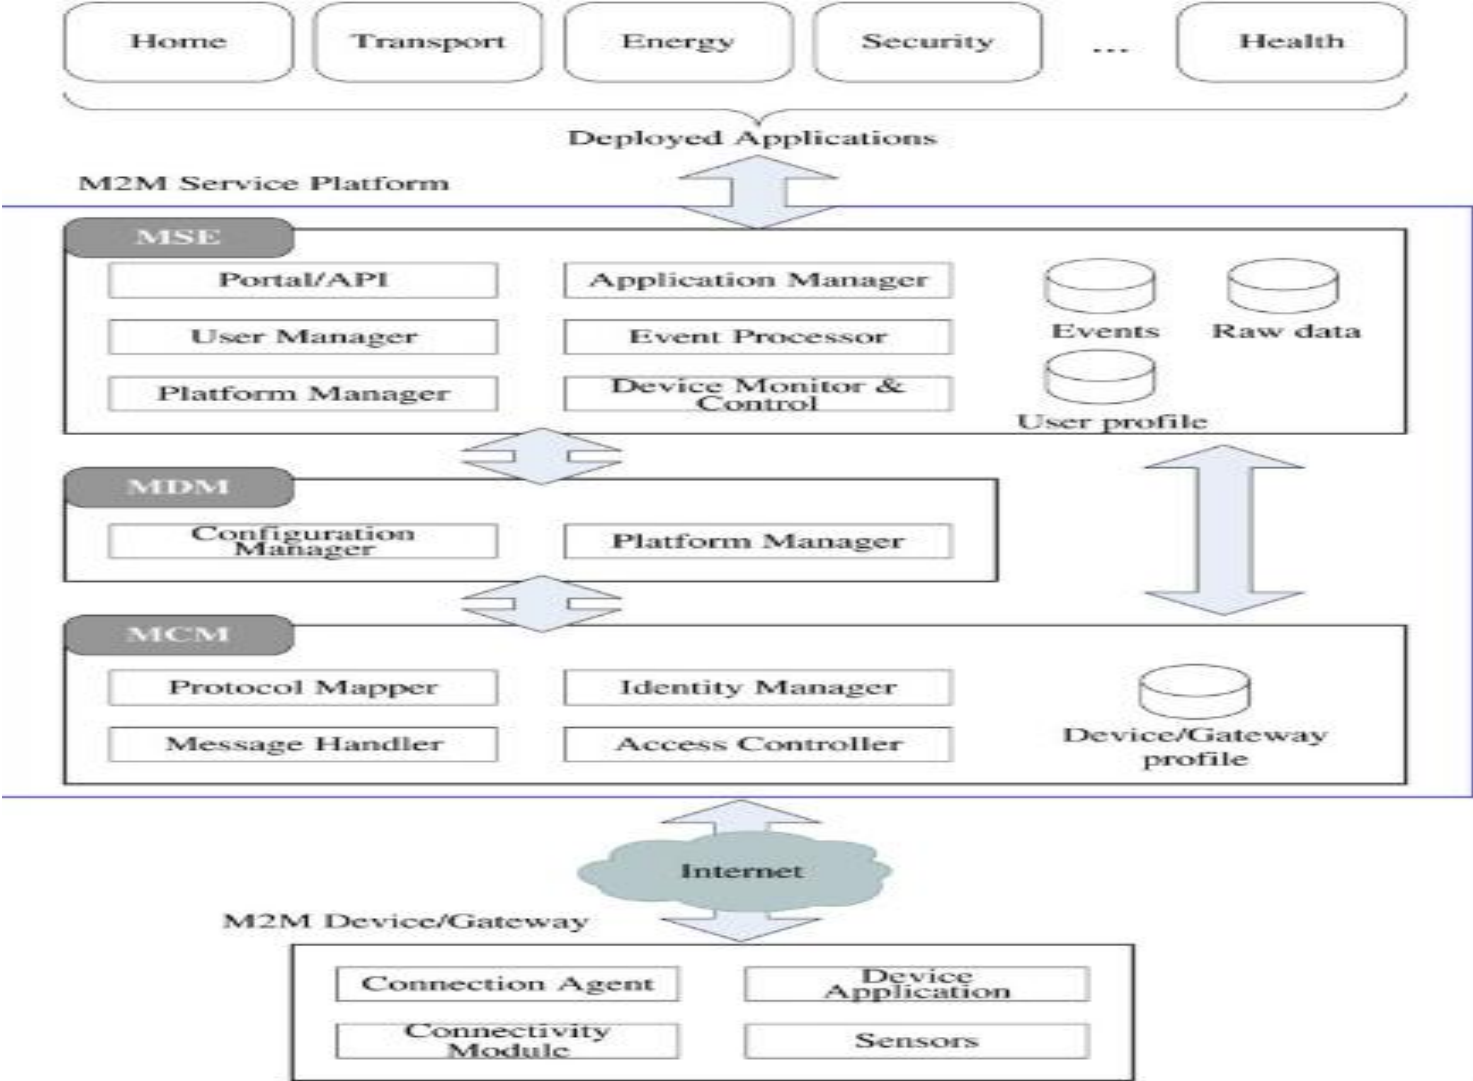 Home Transport Energy Security ... Health
Deployed Applications
M2M Service Platform
MSE
Portal/API Application Manager
User Manager Event Processor
Platform Manager Device Monitor &
Control
Events Raw data
User profile
MDM
Configuration
Manager
Platform Manager
MCM
Protocol Mapper Identity Manager
Message Handler Access Controller
Device/Gateway
profile
Internet
M2M Device/Gateway
Connection Agent
Device
Application
Connectivity
Module
Sensors